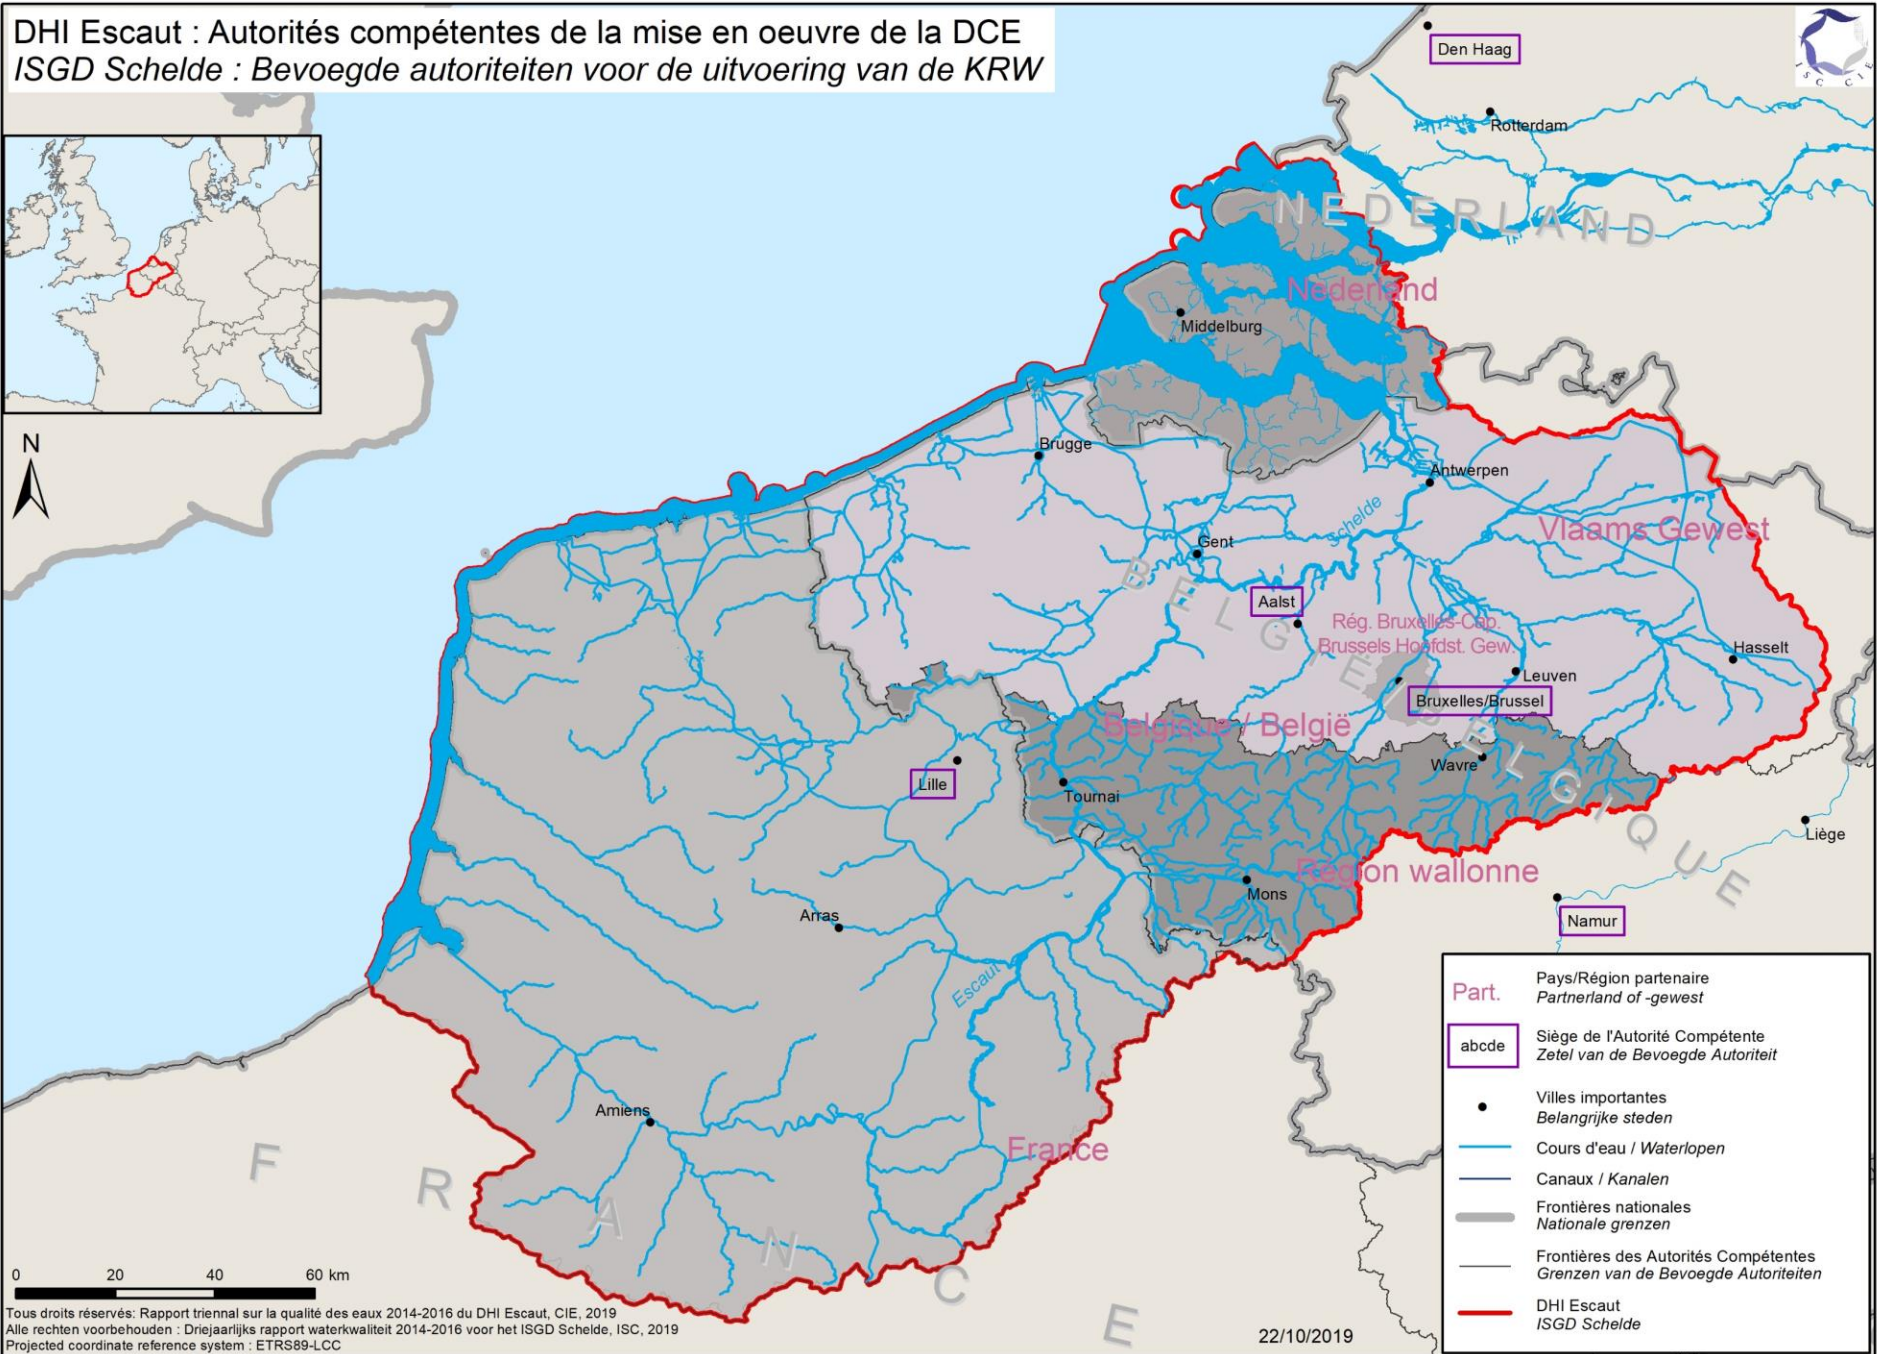 DHI Escaut : Autorités compétentes de la mise en oeuvre de la DCE
ISGD Schelde : Bevoegde autoriteiten voor de uitvoering van de KRW
ISC CIE
Den Haag
Rotterdam
NEDERLAND
Nederland
Middelburg
N
Brugge
Antwerpen
Schelde
Vlaams Gewest
Gent
BELGIË / BELGIQUE
Aalst
Rég. Bruxelles-Cap.
Brussels Hoofdst. Gew.
Hasselt
Leuven
Bruxelles/Brussel
Belgique / België
Wavre
Lille
Tournai
Liège
Région wallonne
Mons
Namur
Arras
Escaut
Amiens
France
FRANCE
Part.
Pays/Région partenaire
Partnerland of -gewest
abcde
Siège de l'Autorité Compétente
Zetel van de Bevoegde Autoriteit
Villes importantes
Belangrijke steden
Cours d'eau / Waterlopen
Canaux / Kanalen
Frontières nationales
Nationale grenzen
Frontières des Autorités Compétentes
Grenzen van de Bevoegde Autoriteiten
DHI Escaut
ISGD Schelde
0 20 40 60 km
Tous droits réservés: Rapport triennal sur la qualité des eaux 2014-2016 du DHI Escaut, CIE, 2019
Alle rechten voorbehouden : Driejaarlijks rapport waterkwaliteit 2014-2016 voor het ISGD Schelde, ISC, 2019
Projected coordinate reference system : ETRS89-LCC
22/10/2019